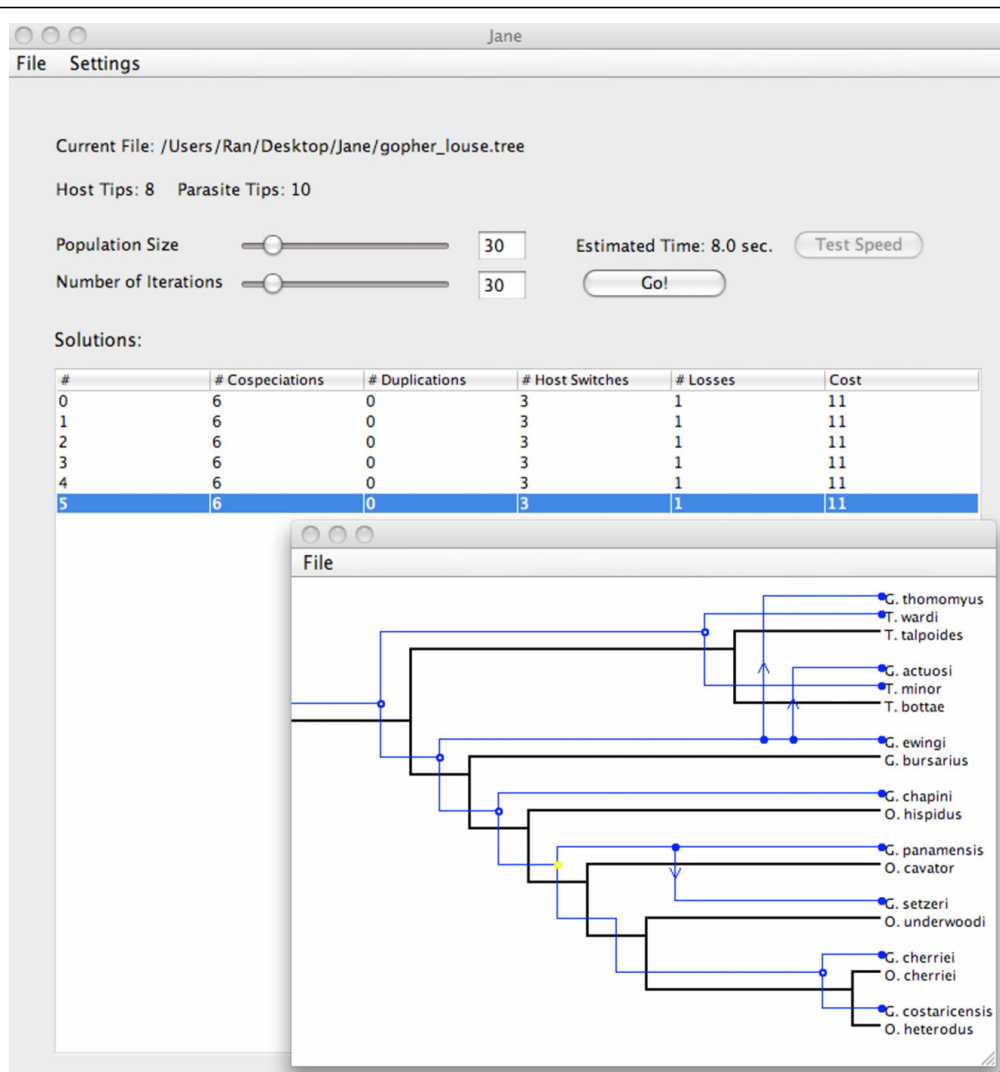 Jane
File Settings
Current File: /Users/Ran/Desktop/Jane/gopher_louse.tree
Host Tips: 8 Parasite Tips: 10
Population Size 30 Estimated Time: 8.0 sec. Test Speed
Number of Iterations 30 Go!
Solutions:
# # Cospeciations # Duplications # Host Switches # Losses Cost
0 6 0 3 1 11
1 6 0 3 1 11
2 6 0 3 1 11
3 6 0 3 1 11
4 6 0 3 1 11
5 6 0 3 1 11
File
G. thomomyus
T. wardi
T. talpoides
G. actuosi
T. minor
T. bottae
G. ewingi
G. bursarius
G. chapini
O. hispidus
G. panamensis
O. cavator
G. setzeri
O. underwoodi
G. cherriei
O. cherriei
G. costaricensis
O. heterodus